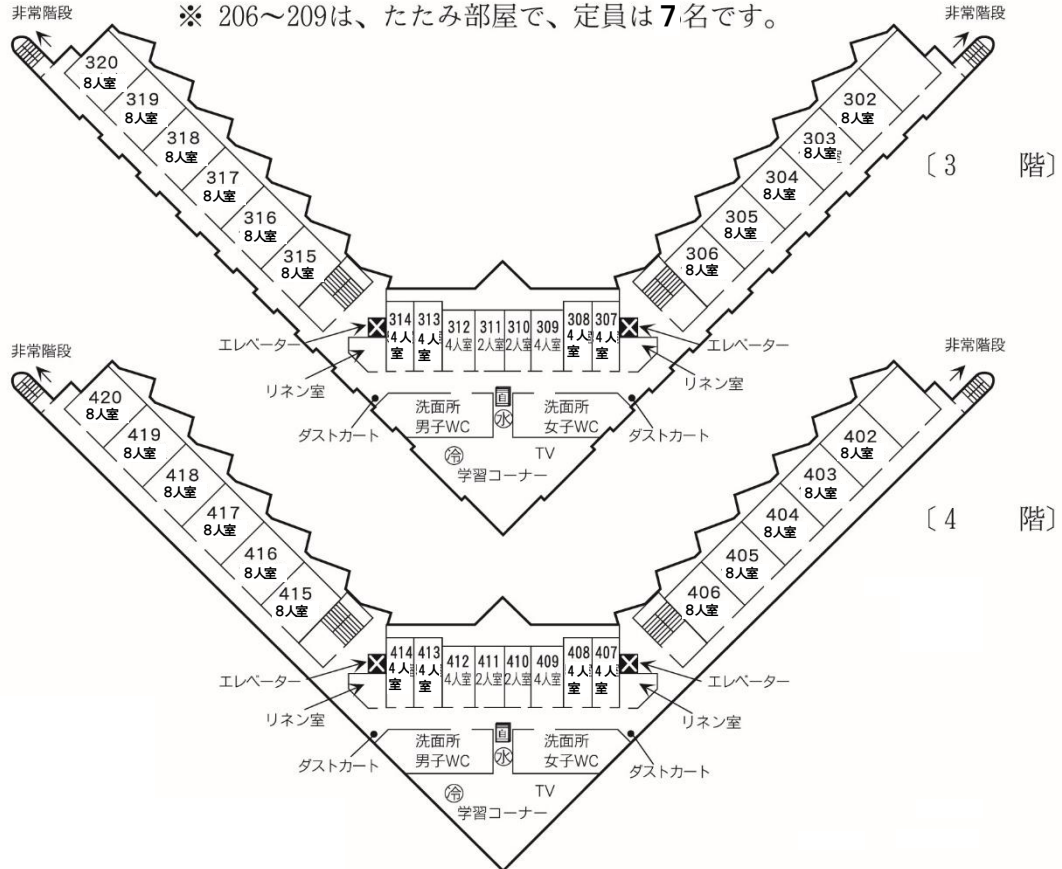 ※ 206～209は、たたみ部屋で、定員は7名です。
非常階段
非常階段
320
8人室
319
8人室
318
8人室
317
8人室
316
8人室
315
8人室
302
8人室
303
8人室
304
8人室
305
8人室
306
8人室
〔3 階〕
314
4人室
313
4人室
312
4人室
311
2人室
310
2人室
309
4人室
308
4人室
307
4人室
エレベーター
エレベーター
リネン室
リネン室
ダストカート
ダストカート
洗面所
男子WC
自
水
洗面所
女子WC
冷
TV
学習コーナー
非常階段
非常階段
420
8人室
419
8人室
418
8人室
417
8人室
416
8人室
415
8人室
402
8人室
403
8人室
404
8人室
405
8人室
406
8人室
〔4 階〕
414
4人室
413
4人室
412
4人室
411
2人室
410
2人室
409
4人室
408
4人室
407
4人室
エレベーター
エレベーター
リネン室
リネン室
ダストカート
ダストカート
洗面所
男子WC
自
水
洗面所
女子WC
冷
TV
学習コーナー